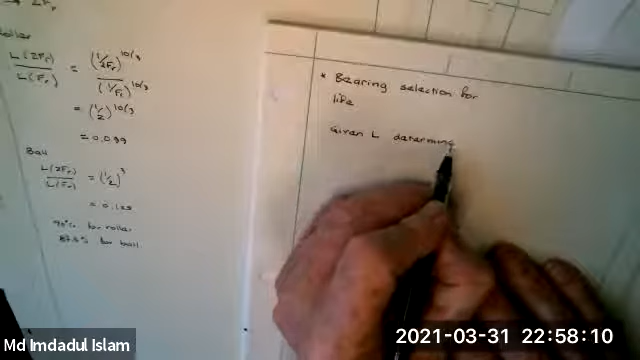 → 2Fr
Roller
L(2Fr) / L(Fr) = (1/2Fr)^10/3 / (1/Fr)^10/3
= (1/2)^10/3
= 0.099
Ball
L(2Fr) / L(Fr) = (1/2)^3
= 0.125
90% for roller
87.5% for ball
* Bearing selection for
life
Given L determine
Md Imdadul Islam
2021-03-31 22:58:10